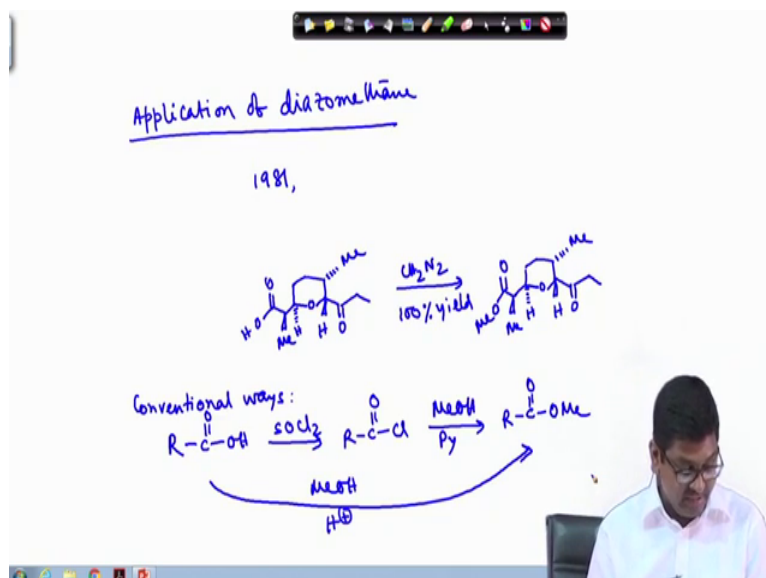 Application of diazomethane
1981,
Me
O
CH2N2
100% yield
H O
Me H
O
H O
Me
O
O
MeO
Me H
H O
Conventional ways:
R-C-OH
O
SOCl2
R-C-Cl
O
MeOH
Py
R-C-OMe
O
MeOH
H⊕